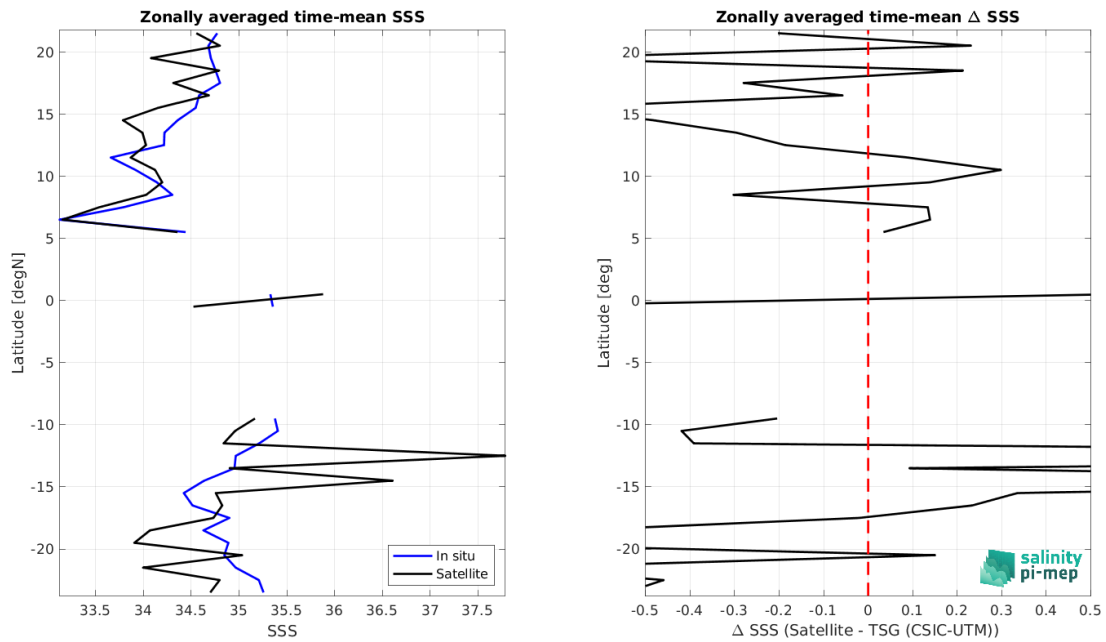 Zonally averaged time-mean SSS
20
15
10
5
0
-5
-10
-15
-20
Latitude [degN]
33.5 34 34.5 35 35.5 36 36.5 37 37.5
SSS
In situ
Satellite
Zonally averaged time-mean Δ SSS
20
15
10
5
0
-5
-10
-15
-20
Latitude [deg]
-0.5 -0.4 -0.3 -0.2 -0.1 0 0.1 0.2 0.3 0.4 0.5
Δ SSS (Satellite - TSG (CSIC-UTM))
salinity
pi-mep